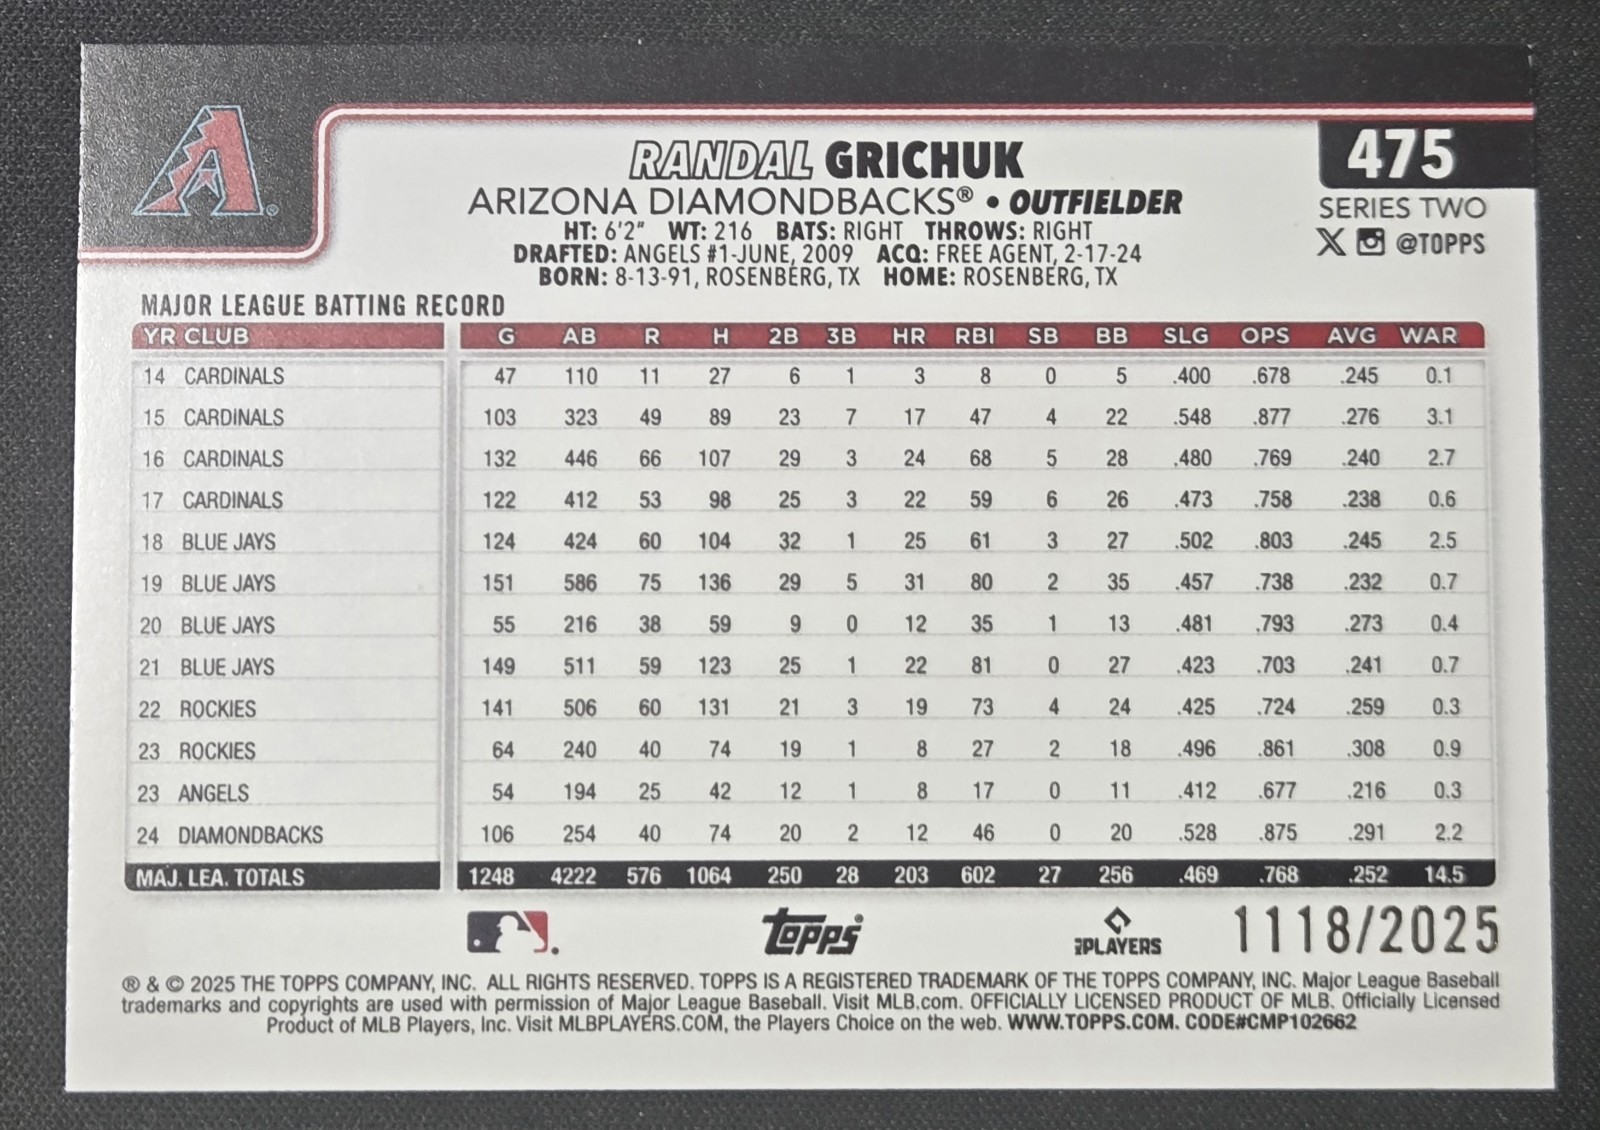 475
RANDAL GRICHUK
ARIZONA DIAMONDBACKS® • OUTFIELDER
SERIES TWO
HT: 6'2" WT: 216 BATS: RIGHT THROWS: RIGHT
@TOPPS
DRAFTED: ANGELS #1-JUNE, 2009 ACQ: FREE AGENT, 2-17-24
BORN: 8-13-91, ROSENBERG, TX HOME: ROSENBERG, TX
MAJOR LEAGUE BATTING RECORD
YR CLUB G AB R H 2B 3B HR RBI SB BB SLG OPS AVG WAR
14 CARDINALS 47 110 11 27 6 1 3 8 0 5 .400 .678 .245 0.1
15 CARDINALS 103 323 49 89 23 7 17 47 4 22 .548 .877 .276 3.1
16 CARDINALS 132 446 66 107 29 3 24 68 5 28 .480 .769 .240 2.7
17 CARDINALS 122 412 53 98 25 3 22 59 6 26 .473 .758 .238 0.6
18 BLUE JAYS 124 424 60 104 32 1 25 61 3 27 .502 .803 .245 2.5
19 BLUE JAYS 151 586 75 136 29 5 31 80 2 35 .457 .738 .232 0.7
20 BLUE JAYS 55 216 38 59 9 0 12 35 1 13 .481 .793 .273 0.4
21 BLUE JAYS 149 511 59 123 25 1 22 81 0 27 .423 .703 .241 0.7
22 ROCKIES 141 506 60 131 21 3 19 73 4 24 .425 .724 .259 0.3
23 ROCKIES 64 240 40 74 19 1 8 27 2 18 .496 .861 .308 0.9
23 ANGELS 54 194 25 42 12 1 8 17 0 11 .412 .677 .216 0.3
24 DIAMONDBACKS 106 254 40 74 20 2 12 46 0 20 .528 .875 .291 2.2
MAJ. LEA. TOTALS 1248 4222 576 1064 250 28 203 602 27 256 .469 .768 .252 14.5
topps PLAYERS 1118/2025
® & © 2025 THE TOPPS COMPANY, INC. ALL RIGHTS RESERVED. TOPPS IS A REGISTERED TRADEMARK OF THE TOPPS COMPANY, INC. Major League Baseball
trademarks and copyrights are used with permission of Major League Baseball. Visit MLB.com. OFFICIALLY LICENSED PRODUCT OF MLB. Officially Licensed
Product of MLB Players, Inc. Visit MLBPLAYERS.COM, the Players Choice on the web. WWW.TOPPS.COM. CODE#CMP102662